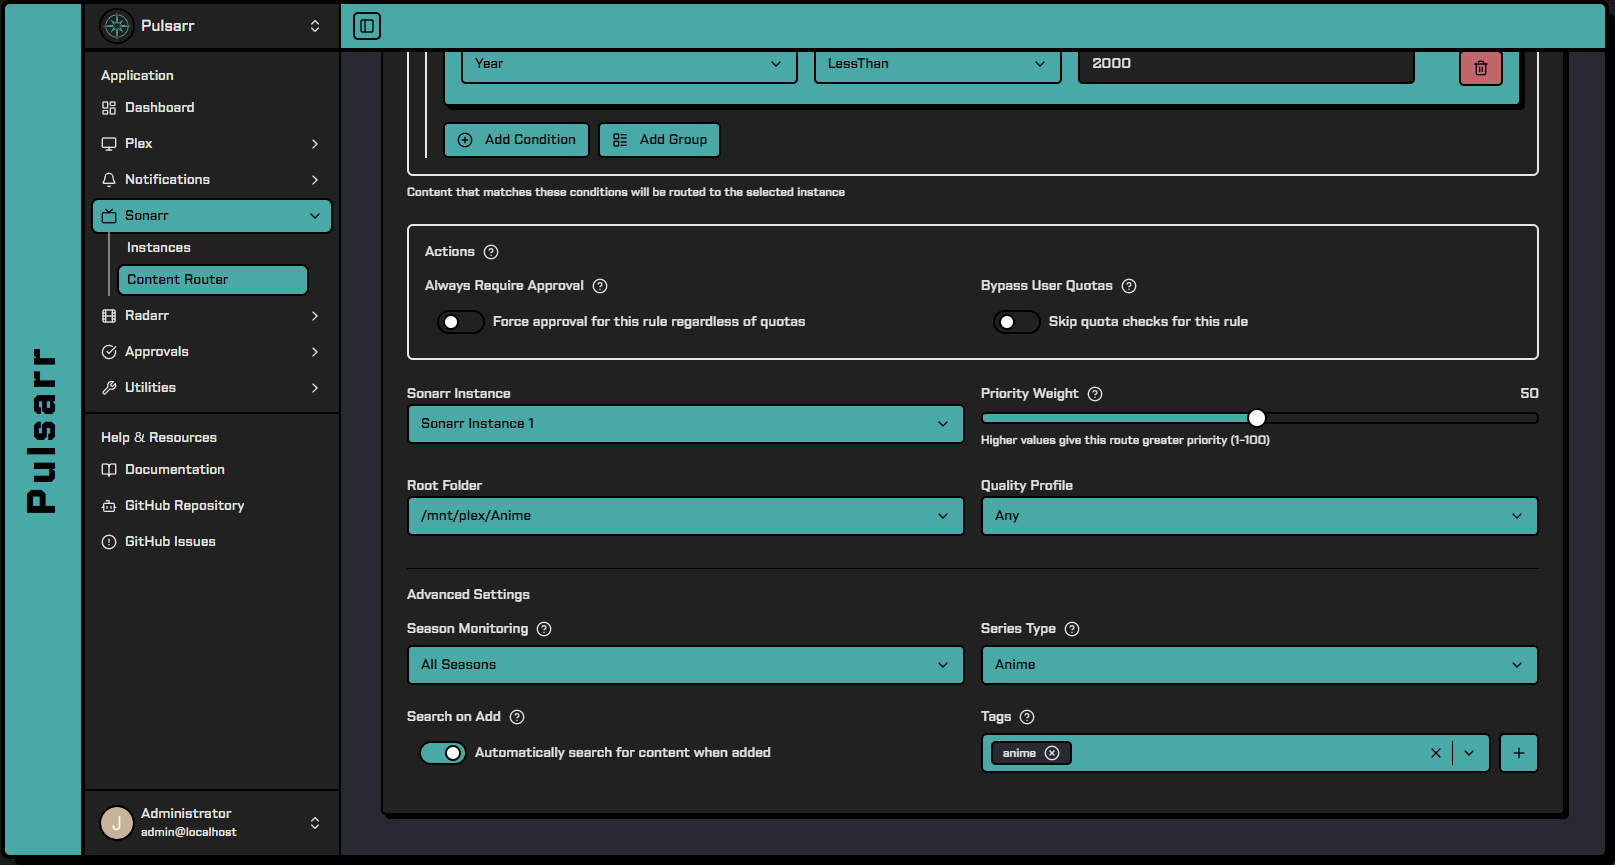 Pulsarr
Pulsarr
Application
Dashboard
Plex
Notifications
Sonarr
Instances
Content Router
Radarr
Approvals
Utilities
Help & Resources
Documentation
GitHub Repository
GitHub Issues
J
Administrator
admin@localhost
Year
LessThan
2000
Add Condition
Add Group
Content that matches these conditions will be routed to the selected instance
Actions
Always Require Approval
Force approval for this rule regardless of quotas
Bypass User Quotas
Skip quota checks for this rule
Sonarr Instance
Sonarr Instance 1
Priority Weight
50
Higher values give this route greater priority (1-100)
Root Folder
/mnt/plex/Anime
Quality Profile
Any
Advanced Settings
Season Monitoring
All Seasons
Series Type
Anime
Search on Add
Automatically search for content when added
Tags
anime